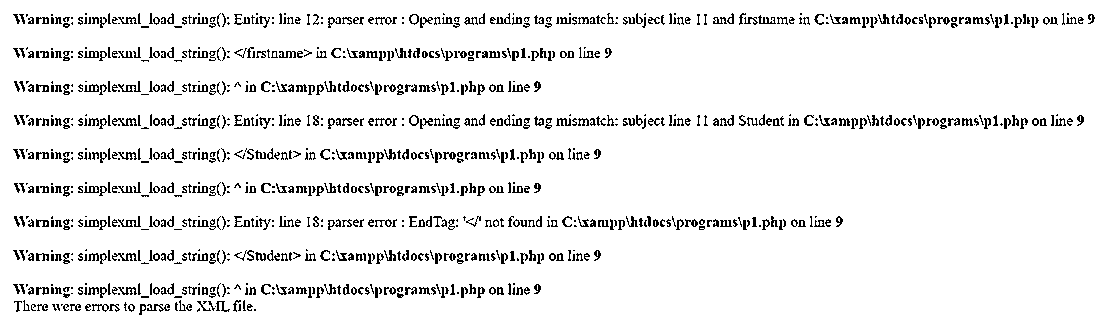 Warning: simplexml_load_string(): Entity: line 12: parser error : Opening and ending tag mismatch: subject line 11 and firstname in C:\xampp\htdocs\programs\p1.php on line 9
Warning: simplexml_load_string(): </firstname> in C:\xampp\htdocs\programs\p1.php on line 9
Warning: simplexml_load_string(): ^ in C:\xampp\htdocs\programs\p1.php on line 9
Warning: simplexml_load_string(): Entity: line 18: parser error : Opening and ending tag mismatch: subject line 11 and Student in C:\xampp\htdocs\programs\p1.php on line 9
Warning: simplexml_load_string(): </Student> in C:\xampp\htdocs\programs\p1.php on line 9
Warning: simplexml_load_string(): ^ in C:\xampp\htdocs\programs\p1.php on line 9
Warning: simplexml_load_string(): Entity: line 18: parser error : EndTag: '</' not found in C:\xampp\htdocs\programs\p1.php on line 9
Warning: simplexml_load_string(): </Student> in C:\xampp\htdocs\programs\p1.php on line 9
Warning: simplexml_load_string(): ^ in C:\xampp\htdocs\programs\p1.php on line 9
There were errors to parse the XML file.